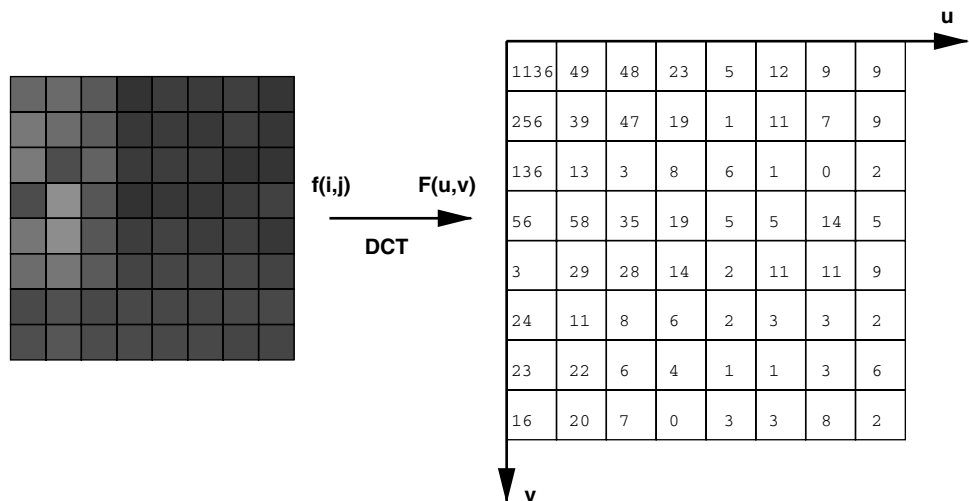 u
1136 49 48 23 5 12 9 9
256 39 47 19 1 11 7 9
136 13 3 8 6 1 0 2
f(i,j) F(u,v)
56 58 35 19 5 5 14 5
DCT
3 29 28 14 2 11 11 9
24 11 8 6 2 3 3 2
23 22 6 4 1 1 3 6
16 20 7 0 3 3 8 2
v